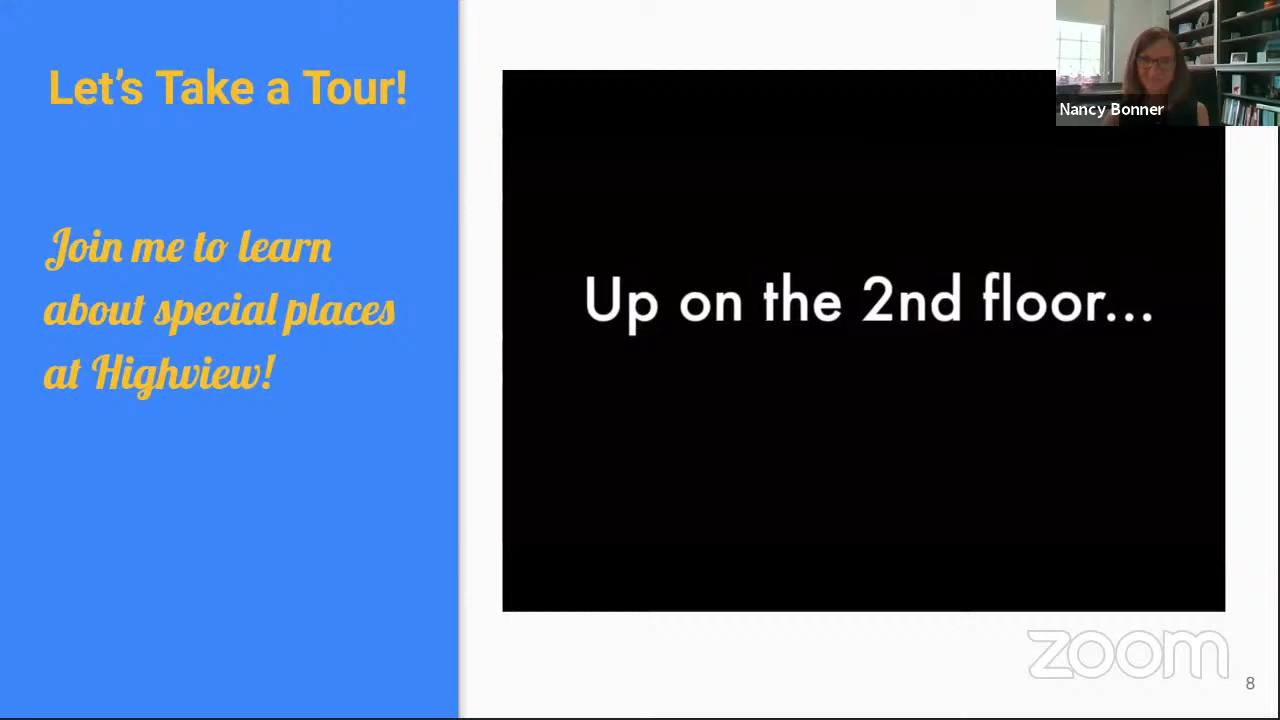 Let's Take a Tour!
Join me to learn
about special places
at Highview!
Up on the 2nd floor...
Nancy Bonner
zoom
8